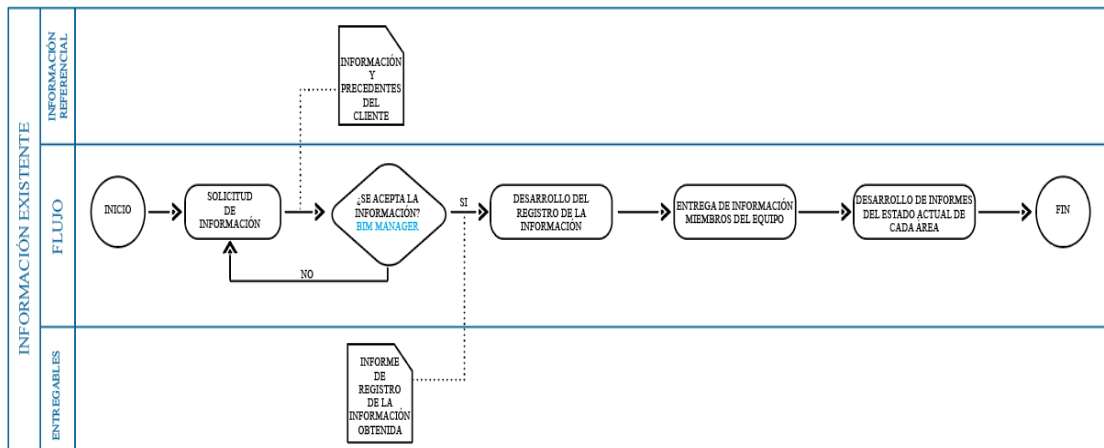 INFORMACIÓN EXISTENTE
INFORMACIÓN
REFERENCIAL
INFORMACIÓN
Y
PRECEDENTES
DEL
CLIENTE
FLUJO
INICIO
SOLICITUD
DE
INFORMACIÓN
¿SE ACEPTA LA
INFORMACIÓN?
BIM MANAGER
SI
NO
DESARROLLO DEL
REGISTRO DE LA
INFORMACIÓN
ENTREGA DE INFORMACIÓN
MIEMBROS DEL EQUIPO
DESARROLLO DE INFORMES
DEL ESTADO ACTUAL DE
CADA ÁREA
FIN
ENTREGABLES
INFORME
DE
REGISTRO
DE LA
INFORMACIÓN
OBTENIDA